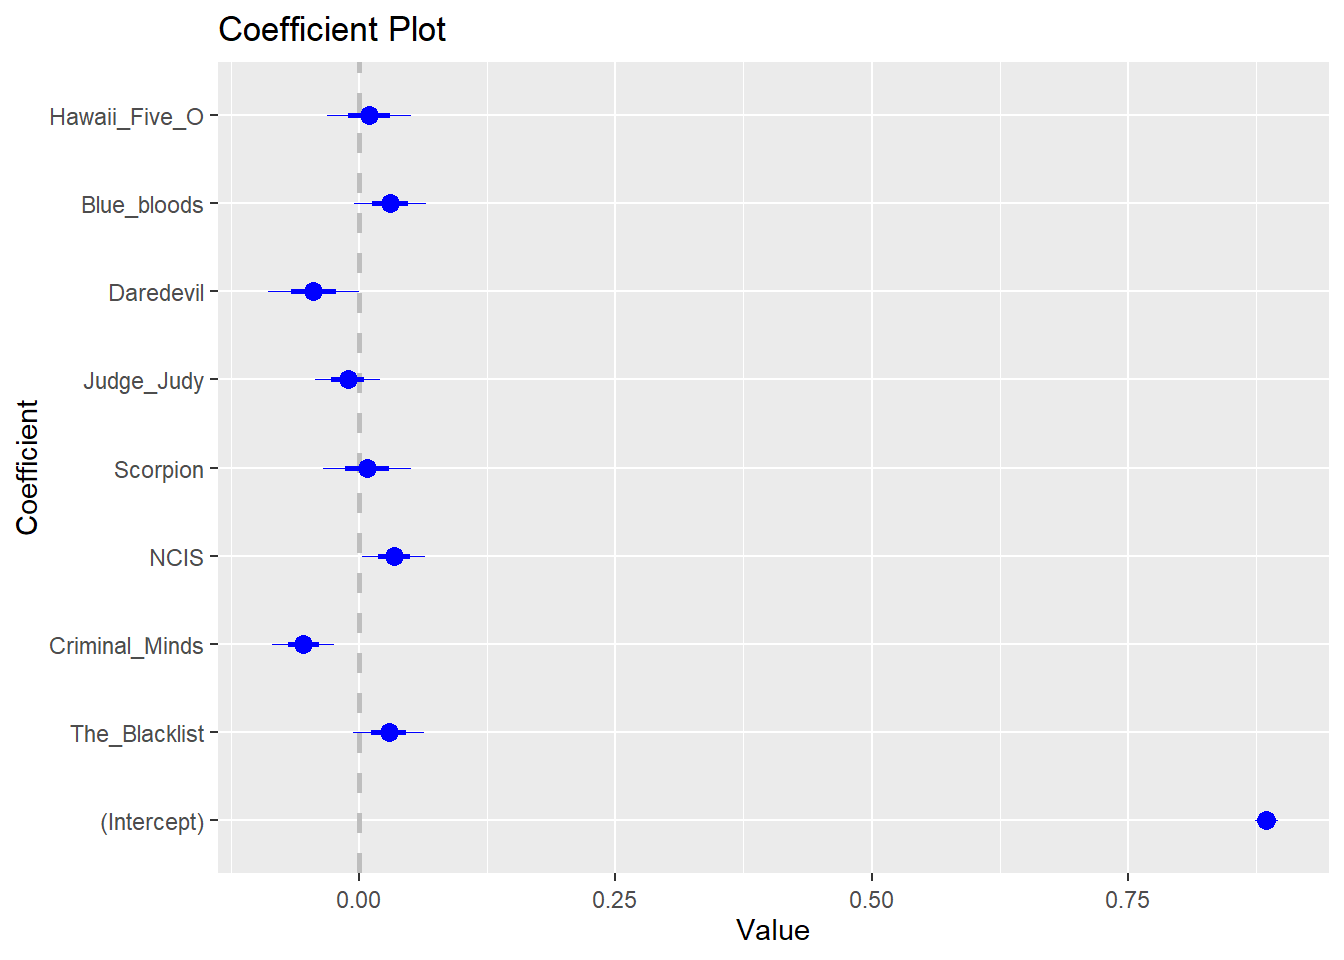 Coefficient Plot
Hawaii_Five_O
Blue_bloods
Daredevil
Judge_Judy
Scorpion
NCIS
Criminal_Minds
The_Blacklist
(Intercept)
Coefficient
0.00 0.25 0.50 0.75
Value